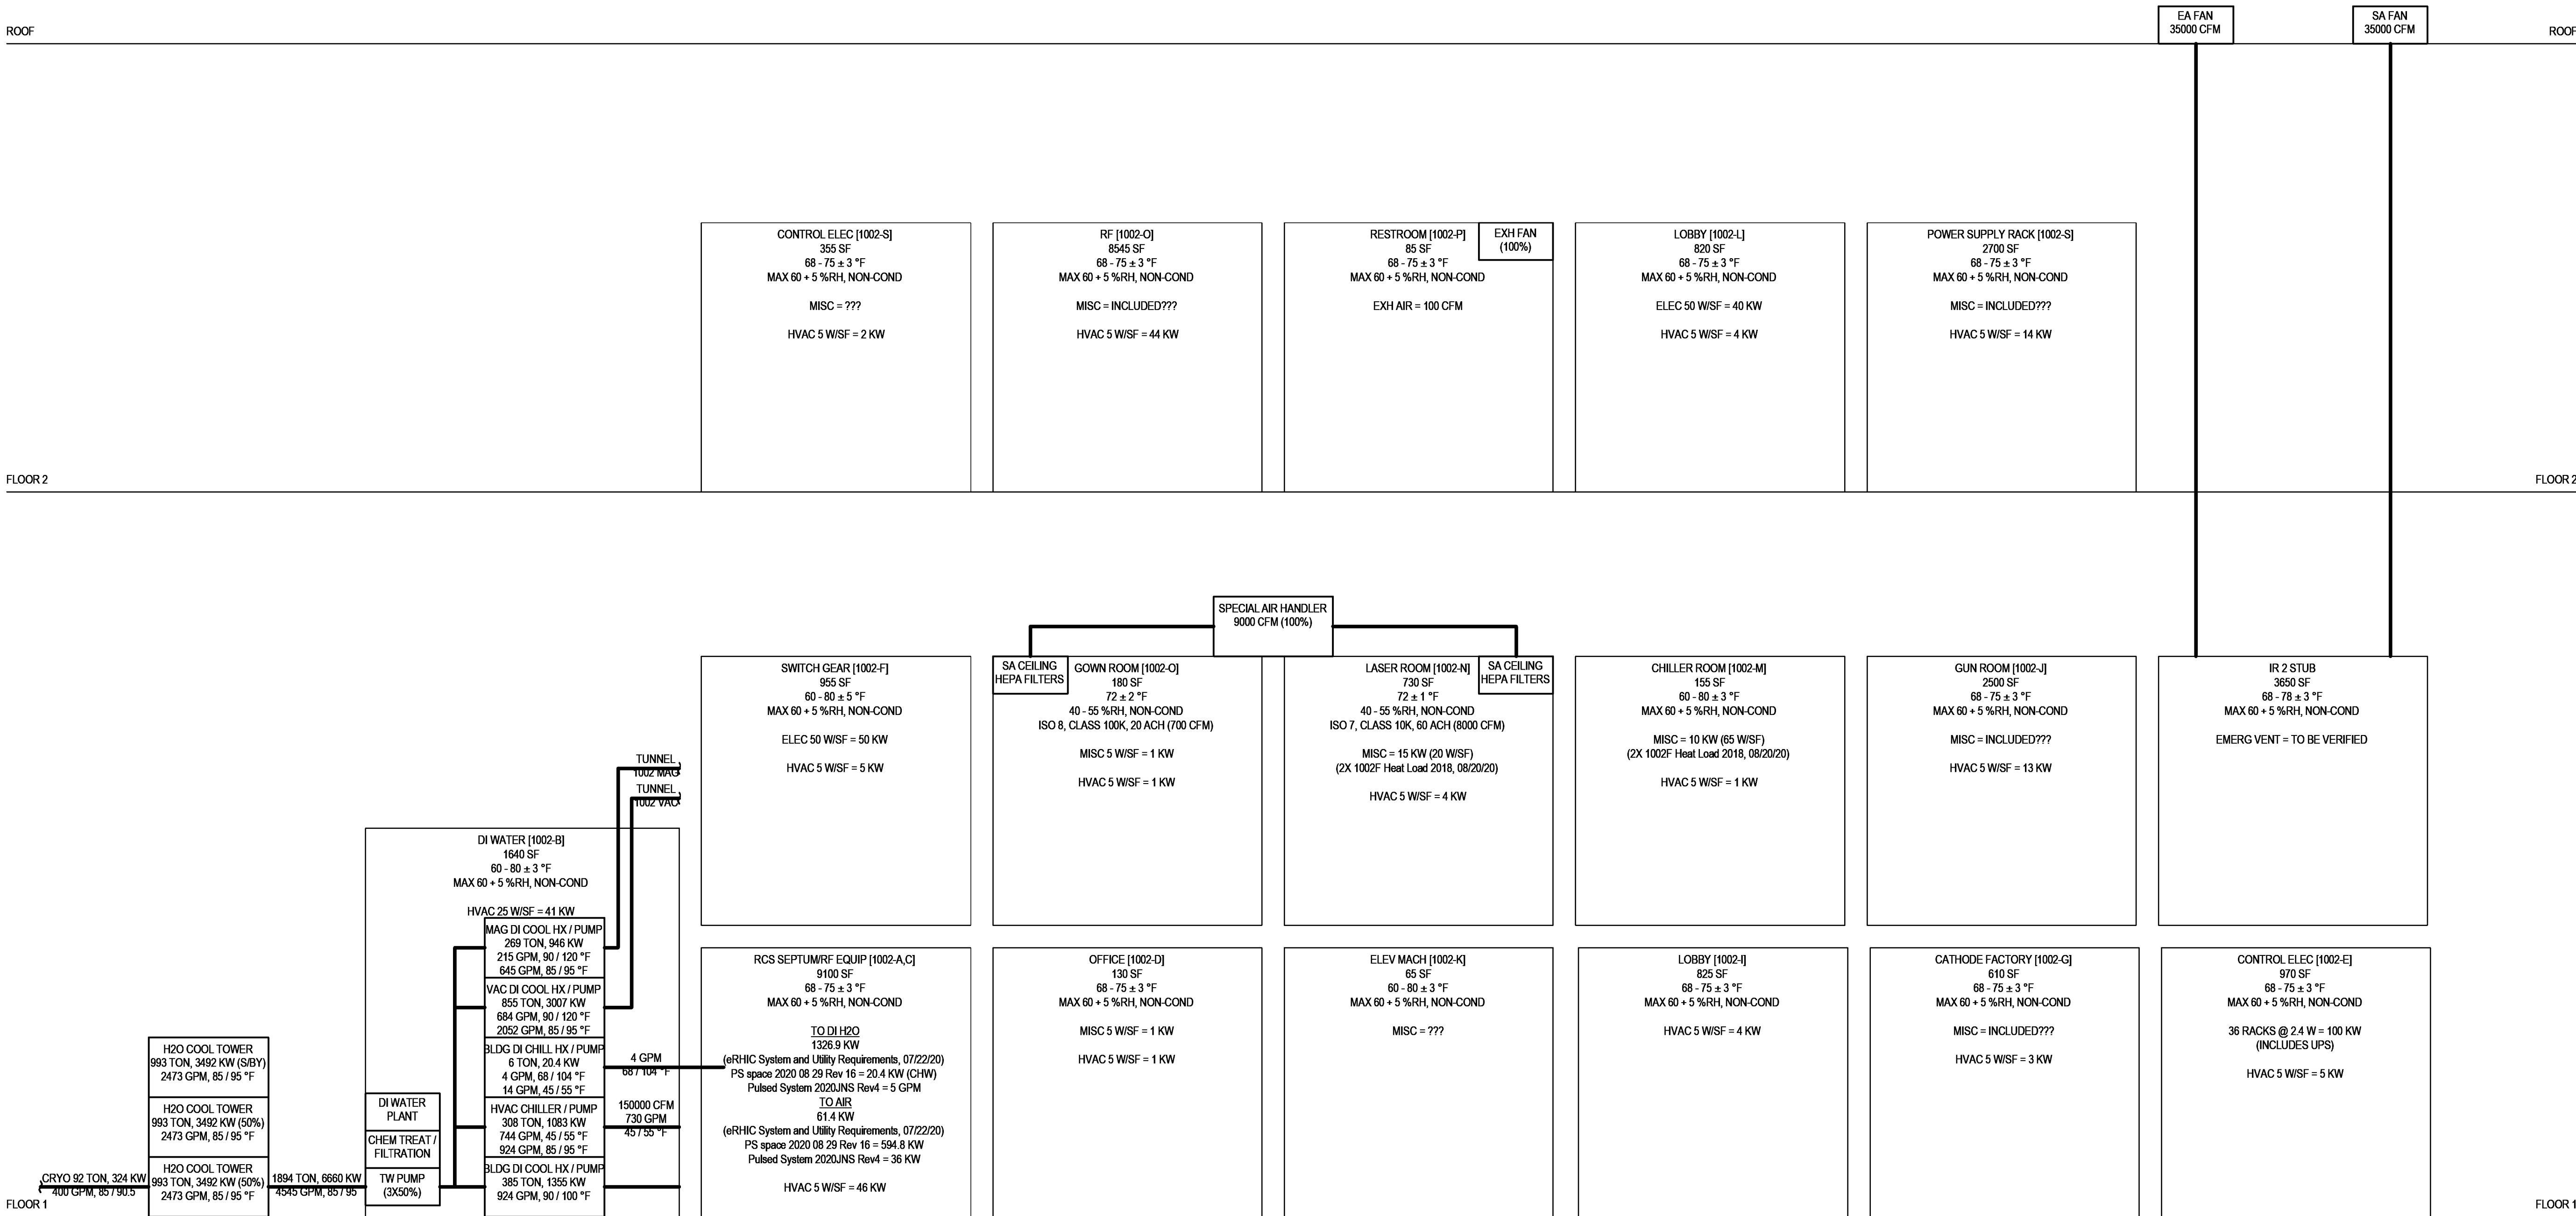 EA FAN
35000 CFM
SA FAN
35000 CFM
ROOF
ROOF
CONTROL ELEC [1002-S]
355 SF
68 - 75 ± 3 °F
MAX 60 + 5 %RH, NON-COND
MISC = ???
HVAC 5 W/SF = 2 KW
RF [1002-O]
8545 SF
68 - 75 ± 3 °F
MAX 60 + 5 %RH, NON-COND
MISC = INCLUDED???
HVAC 5 W/SF = 44 KW
RESTROOM [1002-P]
85 SF
68 - 75 ± 3 °F
MAX 60 + 5 %RH, NON-COND
EXH AIR = 100 CFM
EXH FAN
(100%)
LOBBY [1002-L]
820 SF
68 - 75 ± 3 °F
MAX 60 + 5 %RH, NON-COND
ELEC 50 W/SF = 40 KW
HVAC 5 W/SF = 4 KW
POWER SUPPLY RACK [1002-S]
2700 SF
68 - 75 ± 3 °F
MAX 60 + 5 %RH, NON-COND
MISC = INCLUDED???
HVAC 5 W/SF = 14 KW
FLOOR 2
FLOOR 2
SPECIAL AIR HANDLER
9000 CFM (100%)
SWITCH GEAR [1002-F]
955 SF
60 - 80 ± 5 °F
MAX 60 + 5 %RH, NON-COND
ELEC 50 W/SF = 50 KW
HVAC 5 W/SF = 5 KW
SA CEILING
HEPA FILTERS
GOWN ROOM [1002-O]
180 SF
72 ± 2 °F
40 - 55 %RH, NON-COND
ISO 8, CLASS 100K, 20 ACH (700 CFM)
MISC 5 W/SF = 1 KW
HVAC 5 W/SF = 1 KW
LASER ROOM [1002-N]
730 SF
72 ± 1 °F
40 - 55 %RH, NON-COND
ISO 7, CLASS 10K, 60 ACH (8000 CFM)
MISC = 15 KW (20 W/SF)
(2X 1002F Heat Load 2018, 08/20/20)
HVAC 5 W/SF = 4 KW
SA CEILING
HEPA FILTERS
CHILLER ROOM [1002-M]
155 SF
60 - 80 ± 3 °F
MAX 60 + 5 %RH, NON-COND
MISC = 10 KW (65 W/SF)
(2X 1002F Heat Load 2018, 08/20/20)
HVAC 5 W/SF = 1 KW
GUN ROOM [1002-J]
2500 SF
68 - 75 ± 3 °F
MAX 60 + 5 %RH, NON-COND
MISC = INCLUDED???
HVAC 5 W/SF = 13 KW
IR 2 STUB
3650 SF
68 - 78 ± 3 °F
MAX 60 + 5 %RH, NON-COND
EMERG VENT = TO BE VERIFIED
TUNNEL
1002 MAG
TUNNEL
1002 VAC
DI WATER [1002-B]
1640 SF
60 - 80 ± 3 °F
MAX 60 + 5 %RH, NON-COND
HVAC 25 W/SF = 41 KW
MAG DI COOL HX / PUMP
269 TON, 946 KW
215 GPM, 90 / 120 °F
645 GPM, 85 / 95 °F
VAC DI COOL HX / PUMP
855 TON, 3007 KW
684 GPM, 90 / 120 °F
2052 GPM, 85 / 95 °F
BLDG DI CHILL HX / PUMP
6 TON, 20.4 KW
4 GPM, 68 / 104 °F
14 GPM, 45 / 55 °F
HVAC CHILLER / PUMP
308 TON, 1083 KW
744 GPM, 45 / 55 °F
924 GPM, 85 / 95 °F
BLDG DI COOL HX / PUMP
385 TON, 1355 KW
924 GPM, 90 / 100 °F
4 GPM
68 / 104 °F
150000 CFM
730 GPM
45 / 55 °F
H2O COOL TOWER
993 TON, 3492 KW (S/BY)
2473 GPM, 85 / 95 °F
H2O COOL TOWER
993 TON, 3492 KW (50%)
2473 GPM, 85 / 95 °F
H2O COOL TOWER
993 TON, 3492 KW (50%)
2473 GPM, 85 / 95 °F
CRYO 92 TON, 324 KW
400 GPM, 85 / 90.5
1894 TON, 6660 KW
4545 GPM, 85 / 95
DI WATER
PLANT
CHEM TREAT /
FILTRATION
TW PUMP
(3X50%)
RCS SEPTUM/RF EQUIP [1002-A,C]
9100 SF
68 - 75 ± 3 °F
MAX 60 + 5 %RH, NON-COND
TO DI H2O
1326.9 KW
(eRHIC System and Utility Requirements, 07/22/20)
PS space 2020 08 29 Rev 16 = 20.4 KW (CHW)
Pulsed System 2020JNS Rev4 = 5 GPM
TO AIR
61.4 KW
(eRHIC System and Utility Requirements, 07/22/20)
PS space 2020 08 29 Rev 16 = 594.8 KW
Pulsed System 2020JNS Rev4 = 36 KW
HVAC 5 W/SF = 46 KW
OFFICE [1002-D]
130 SF
68 - 75 ± 3 °F
MAX 60 + 5 %RH, NON-COND
MISC 5 W/SF = 1 KW
HVAC 5 W/SF = 1 KW
ELEV MACH [1002-K]
65 SF
60 - 80 ± 3 °F
MAX 60 + 5 %RH, NON-COND
MISC = ???
LOBBY [1002-I]
825 SF
68 - 75 ± 3 °F
MAX 60 + 5 %RH, NON-COND
HVAC 5 W/SF = 4 KW
CATHODE FACTORY [1002-G]
610 SF
68 - 75 ± 3 °F
MAX 60 + 5 %RH, NON-COND
MISC = INCLUDED???
HVAC 5 W/SF = 3 KW
CONTROL ELEC [1002-E]
970 SF
68 - 75 ± 3 °F
MAX 60 + 5 %RH, NON-COND
36 RACKS @ 2.4 W = 100 KW
(INCLUDES UPS)
HVAC 5 W/SF = 5 KW
FLOOR 1
FLOOR 1